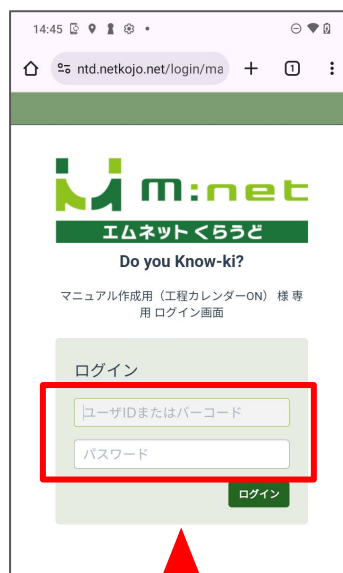 14:45
ntd.netkojo.net/login/ma
1
m:net
エムネットくらうど
Do you Know-ki?
マニュアル作成用（工程カレンダーON） 様 専
用 ログイン画面
ログイン
ユーザIDまたはバーコード
パスワード
ログイン